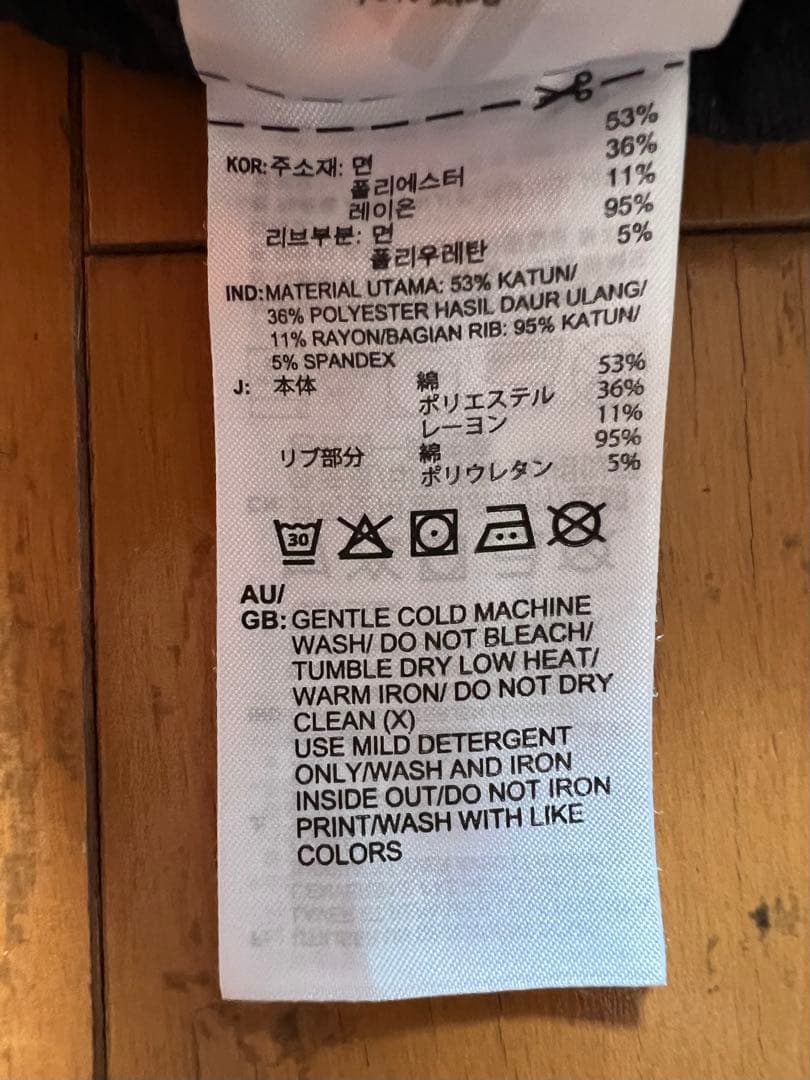 53%
KOR: 주소재: 면 36%
폴리에스터 11%
레이온 95%
리브부분: 면 5%
폴리우레탄
IND: MATERIAL UTAMA: 53% KATUN/
36% POLYESTER HASIL DAUR ULANG/
11% RAYON/BAGIAN RIB: 95% KATUN/
5% SPANDEX
J: 本体 綿 53%
ポリエステル 36%
レーヨン 11%
リブ部分 綿 95%
ポリウレタン 5%
30
AU/
GB: GENTLE COLD MACHINE
WASH/ DO NOT BLEACH/
TUMBLE DRY LOW HEAT/
WARM IRON/ DO NOT DRY
CLEAN (X)
USE MILD DETERGENT
ONLY/WASH AND IRON
INSIDE OUT/DO NOT IRON
PRINT/WASH WITH LIKE
COLORS